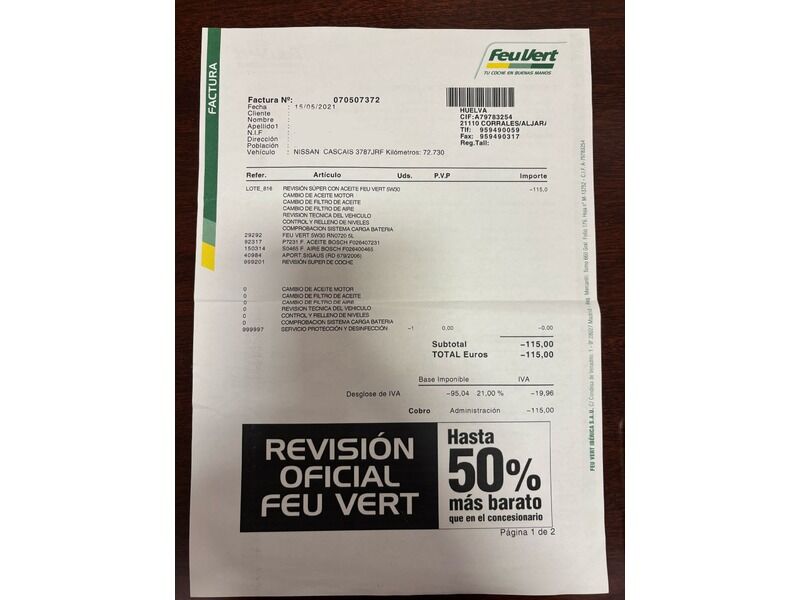 FACTURA
Feu Vert
TU COCHE EN BUENAS MANOS
Factura Nº: 070507372
Fecha : 15/05/2021
Cliente :
Nombre :
Apellido1 :
N.I.F :
Dirección :
Población :
Vehículo : NISSAN CASCAIS 3787JRF Kilómetros: 72.730
HUELVA
CIF:A79783254
21110 CORRALES/ALJAR/
Tlf: 959490059
Fax: 959490317
Reg.Tall:
Refer. Artículo Uds. P.V.P Importe
LOTE_816 REVISIÓN SÚPER CON ACEITE FEU VERT 5W30 -115,0
CAMBIO DE ACEITE MOTOR
CAMBIO DE FILTRO DE ACEITE
CAMBIO DE FILTRO DE AIRE
REVISION TECNICA DEL VEHICULO
CONTROL Y RELLENO DE NIVELES
COMPROBACION SISTEMA CARGA BATERIA
29292 FEU VERT 5W30 RN0720 5L
92317 P7231 F. ACEITE BOSCH F026407231
150314 S0465 F. AIRE BOSCH F026400465
40984 APORT.SIGAUS (RD 679/2006)
999201 REVISIÓN SUPER DE COCHE
0 CAMBIO DE ACEITE MOTOR
0 CAMBIO DE FILTRO DE ACEITE
0 CAMBIO DE FILTRO DE AIRE
0 REVISION TECNICA DEL VEHICULO
0 CONTROL Y RELLENO DE NIVELES
0 COMPROBACION SISTEMA CARGA BATERIA
999997 SERVICIO PROTECCIÓN Y DESINFECCIÓN -1 0,00 -0,00
Subtotal -115,00
TOTAL Euros -115,00
Base Imponible IVA
Desglose de IVA -95,04 21,00 % -19,96
Cobro Administración -115,00
REVISIÓN
OFICIAL
FEU VERT
Hasta
50%
más barato
que en el concesionario
Página 1 de 2